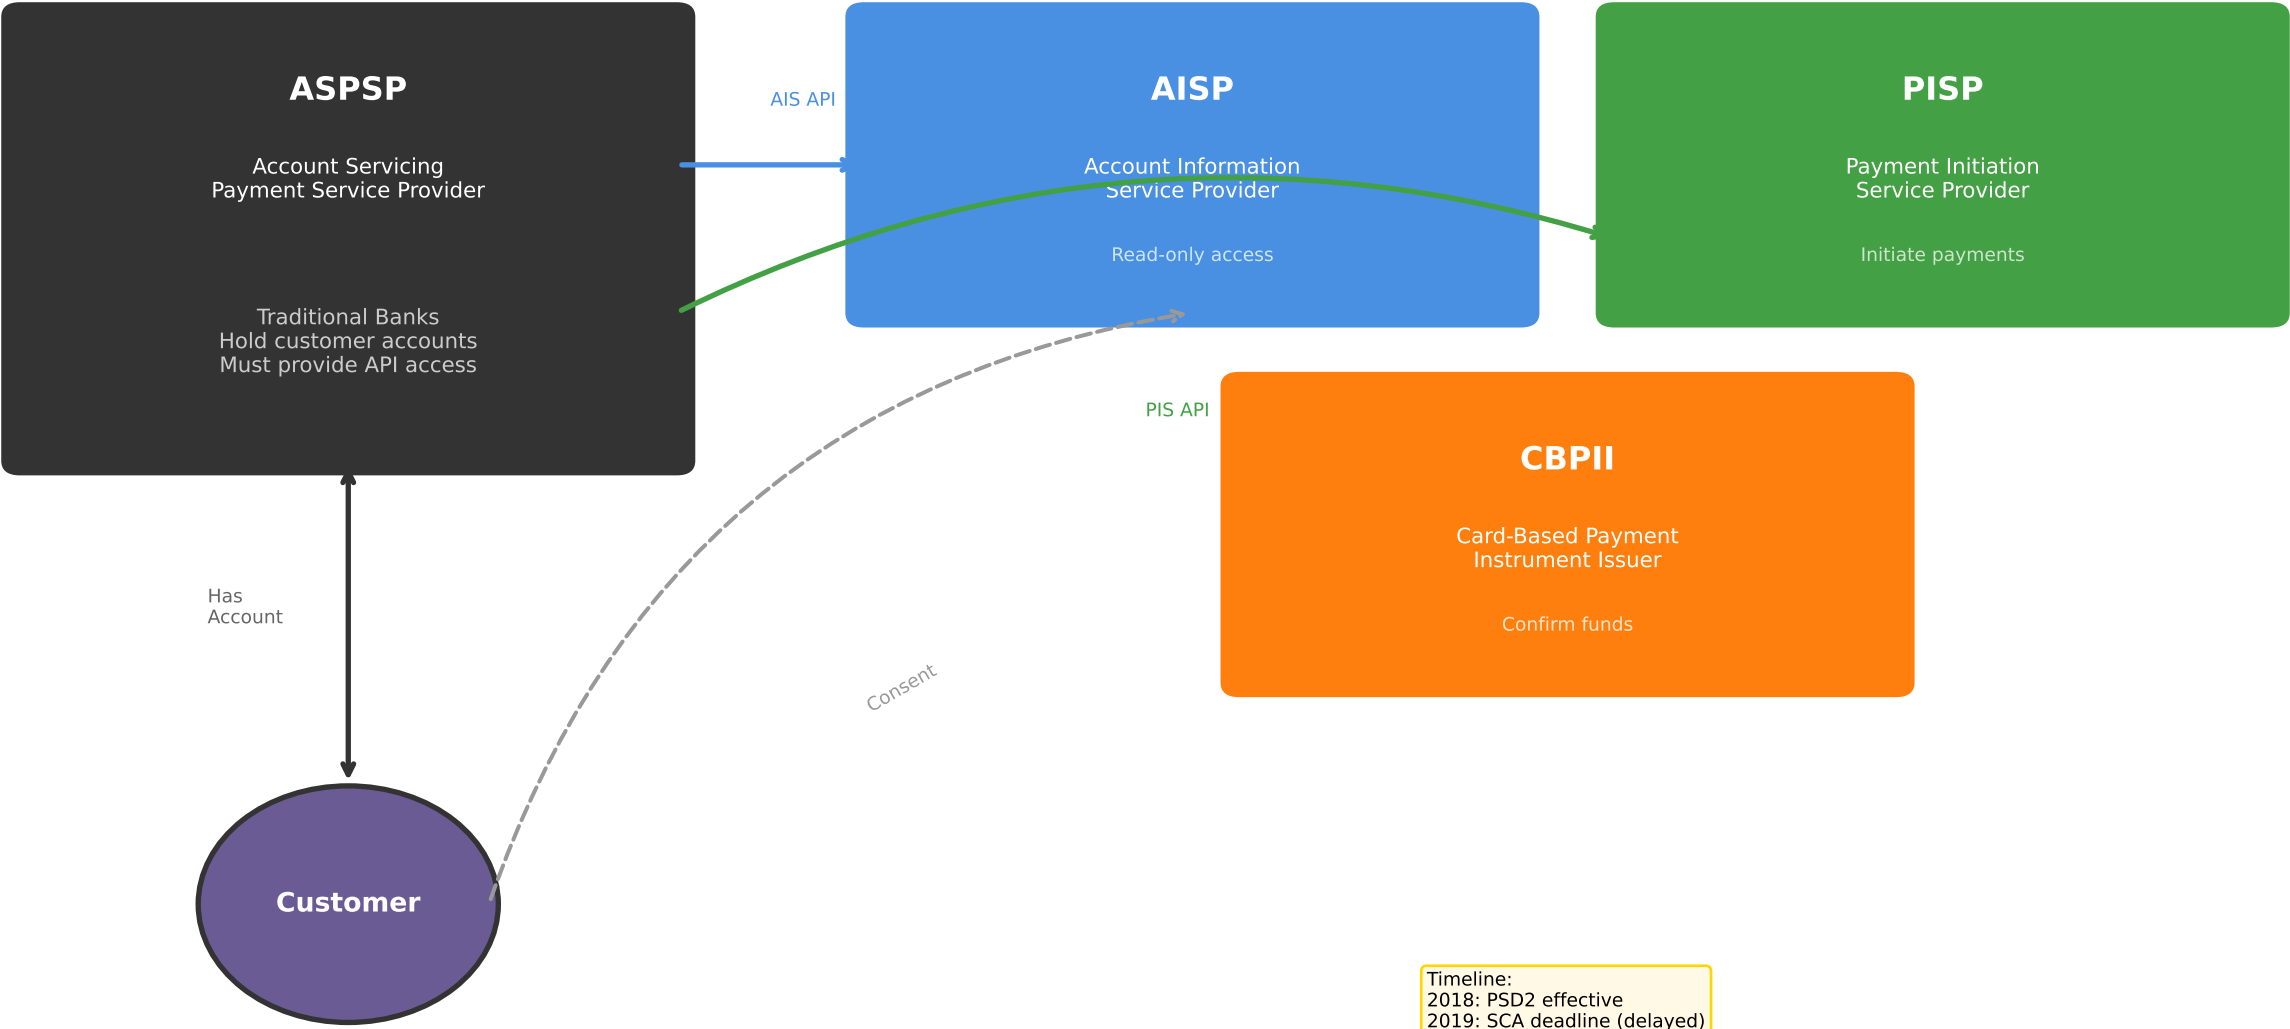 ASPSP
Account Servicing
Payment Service Provider
Traditional Banks
Hold customer accounts
Must provide API access
AIS API
AISP
Account Information
Service Provider
Read-only access
PISP
Payment Initiation
Service Provider
Initiate payments
PIS API
CBPII
Card-Based Payment
Instrument Issuer
Confirm funds
Has
Account
Consent
Customer
Timeline:
2018: PSD2 effective
2019: SCA deadline (delayed)